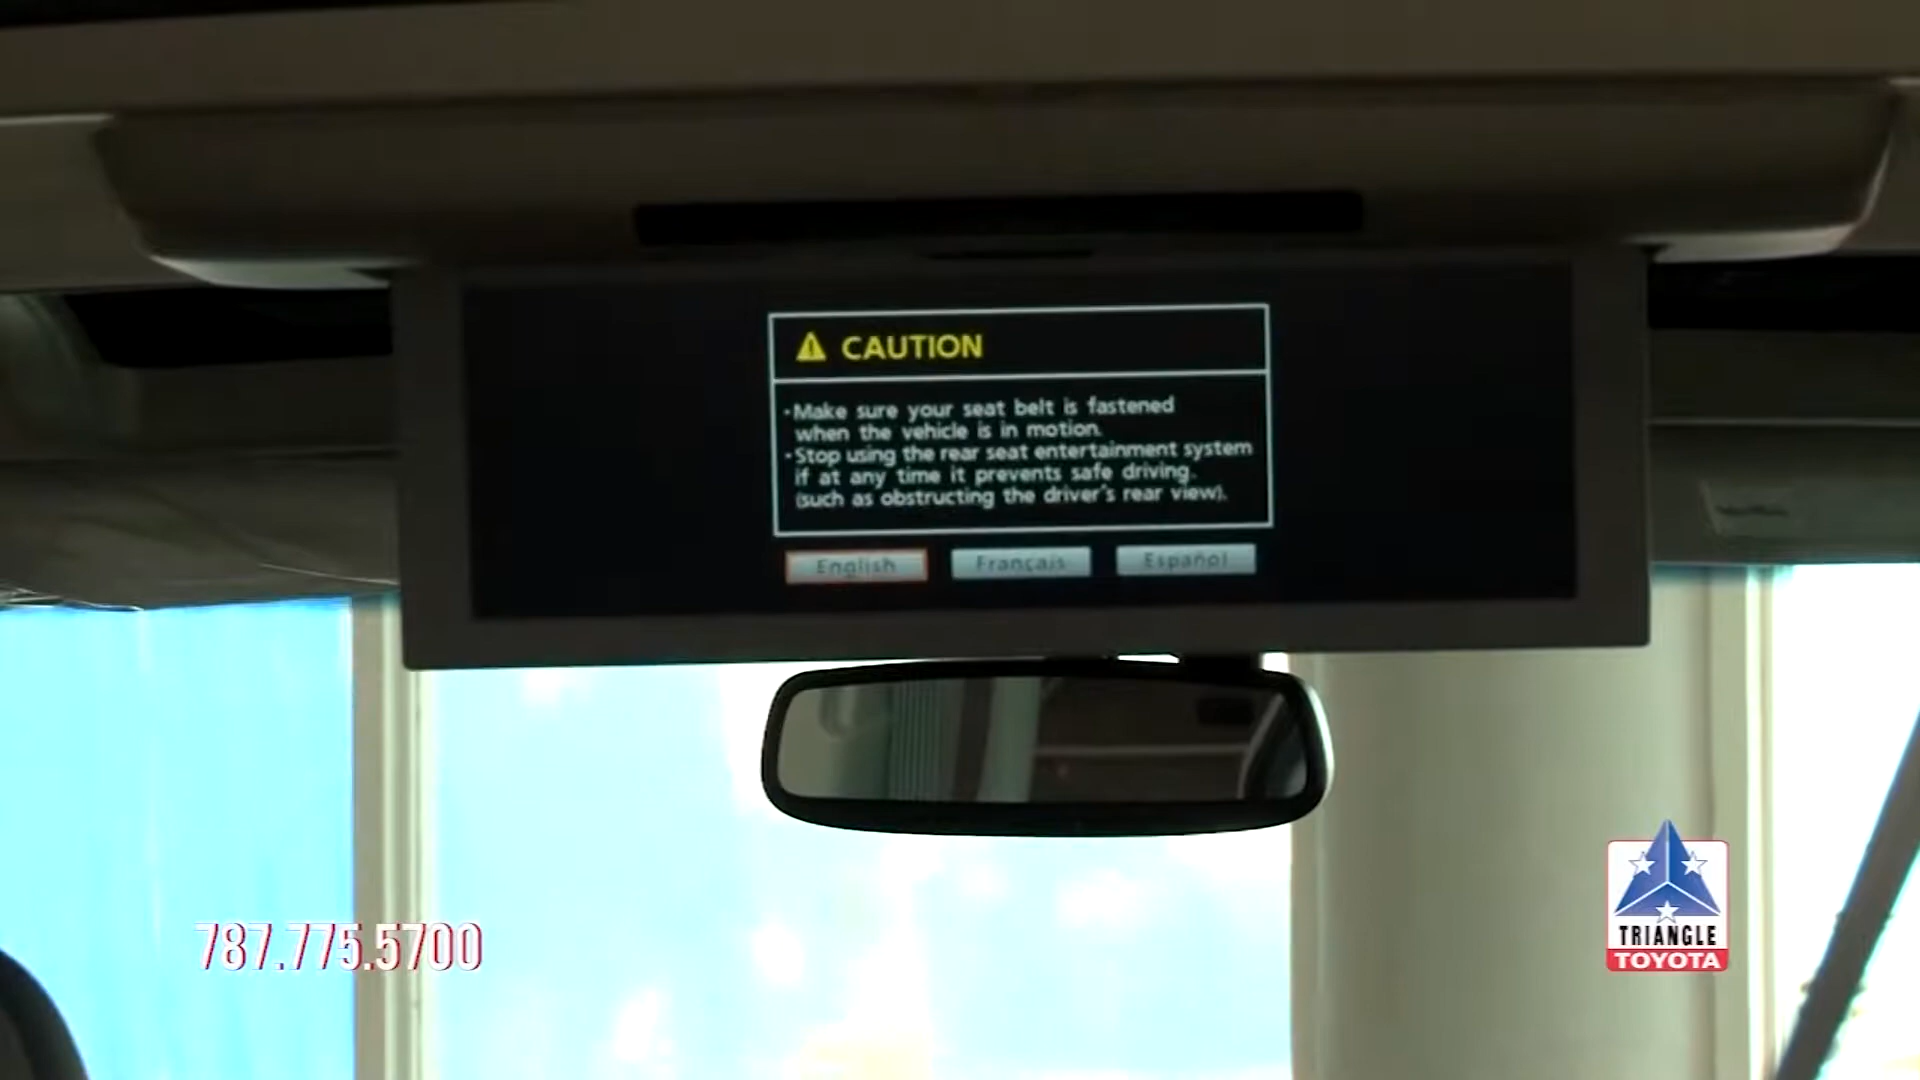 CAUTION
·Make sure your seat belt is fastened
when the vehicle is in motion.
·Stop using the rear seat entertainment system
if at any time it prevents safe driving.
(such as obstructing the driver's rear view).
English Français Español
787.775.5700
TRIANGLE
TOYOTA